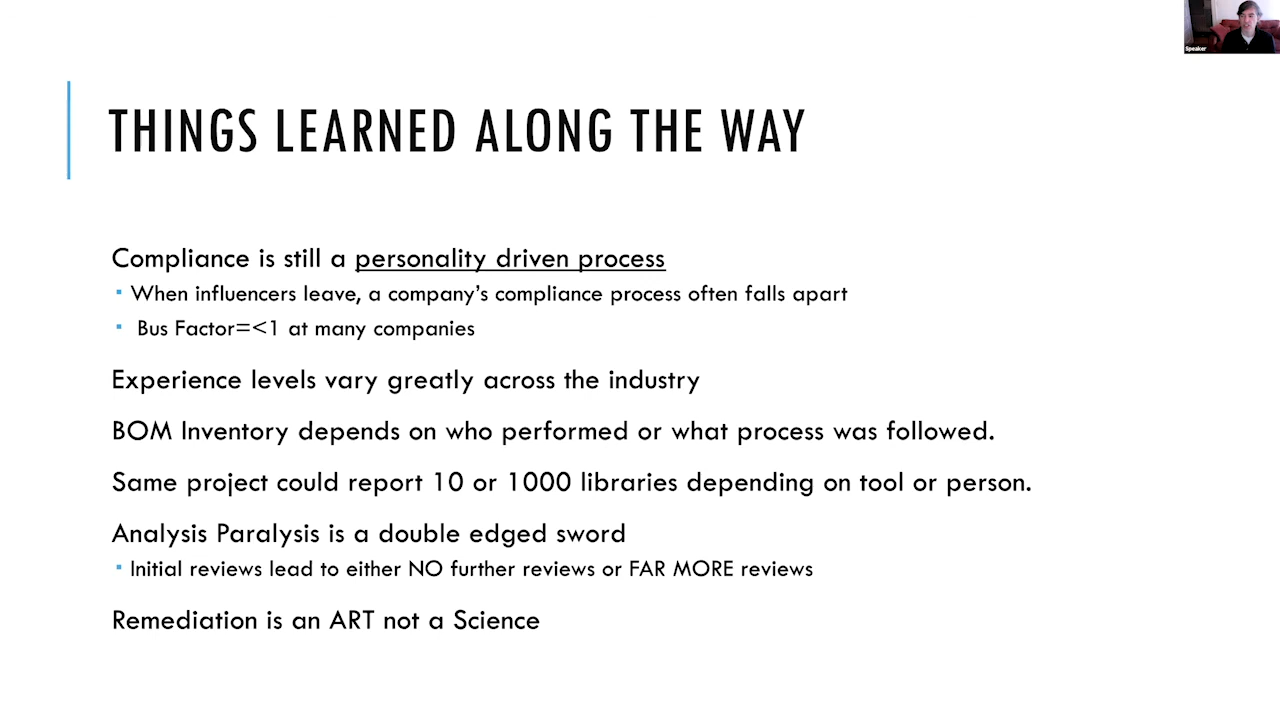 Speaker
THINGS LEARNED ALONG THE WAY
Compliance is still a personality driven process
▪ When influencers leave, a company's compliance process often falls apart
▪ Bus Factor=<1 at many companies
Experience levels vary greatly across the industry
BOM Inventory depends on who performed or what process was followed.
Same project could report 10 or 1000 libraries depending on tool or person.
Analysis Paralysis is a double edged sword
▪ Initial reviews lead to either NO further reviews or FAR MORE reviews
Remediation is an ART not a Science